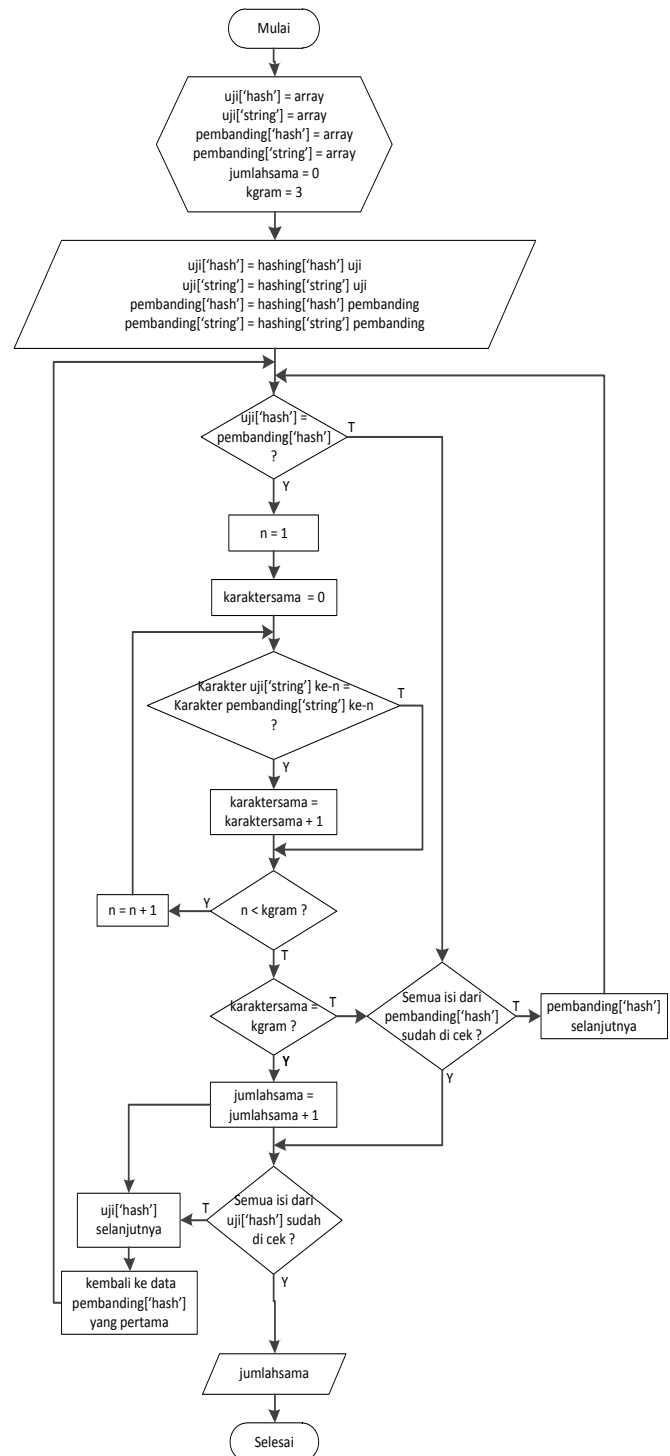 Mulai
uji['hash'] = array
uji['string'] = array
pembanding['hash'] = array
pembanding['string'] = array
jumlahsama = 0
kgram = 3
uji['hash'] = hashing['hash'] uji
uji['string'] = hashing['string'] uji
pembanding['hash'] = hashing['hash'] pembanding
pembanding['string'] = hashing['string'] pembanding
uji['hash'] =
pembanding['hash']
?
T
Y
n = 1
karaktersama = 0
Karakter uji['string'] ke-n =
Karakter pembanding['string'] ke-n
?
T
Y
karaktersama =
karaktersama + 1
n < kgram ?
Y
n = n + 1
T
karaktersama =
kgram ?
T
Y
Semua isi dari
pembanding['hash']
sudah di cek ?
T
Y
pembanding['hash']
selanjutnya
jumlahsama =
jumlahsama + 1
Semua isi dari
uji['hash'] sudah
di cek ?
T
Y
uji['hash']
selanjutnya
kembali ke data
pembanding['hash']
yang pertama
jumlahsama
Selesai